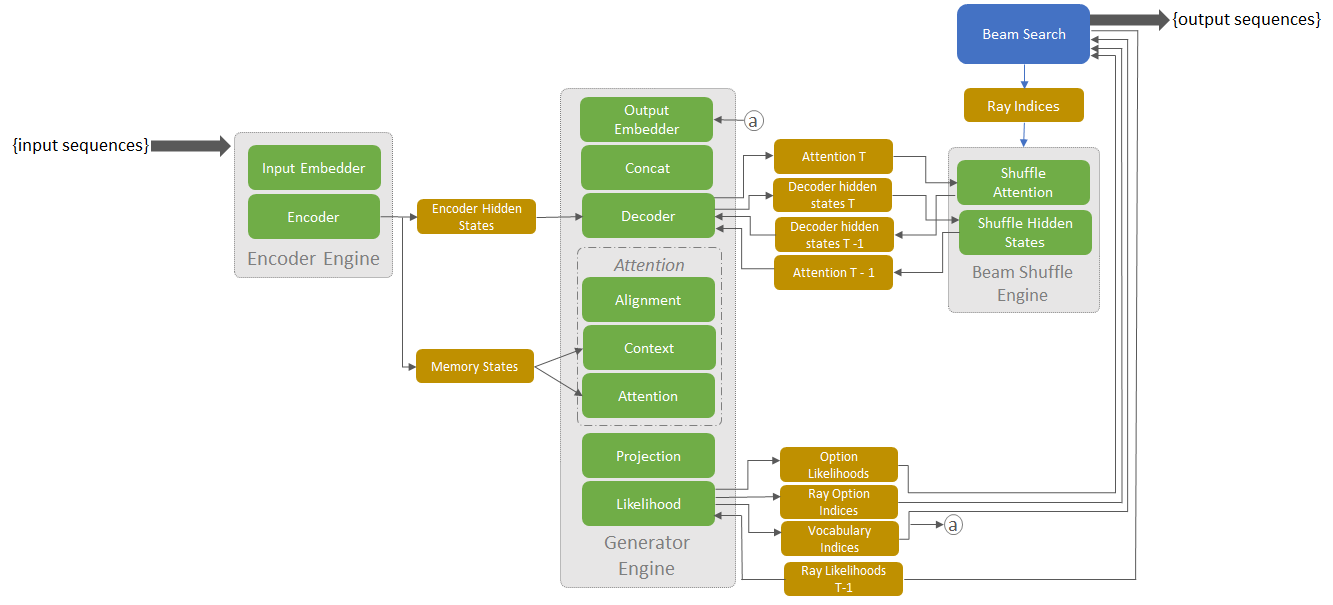 {input sequences}
Input Embedder
Encoder
Encoder Engine
Encoder Hidden
States
Memory States
Output
Embedder
a
Concat
Decoder
Attention
Alignment
Context
Attention
Projection
Likelihood
Generator
Engine
Attention T
Decoder hidden
states T
Decoder hidden
states T -1
Attention T - 1
Beam Search
{output sequences}
Ray Indices
Shuffle
Attention
Shuffle Hidden
States
Beam Shuffle
Engine
Option
Likelihoods
Ray Option
Indices
Vocabulary
Indices
a
Ray Likelihoods
T-1